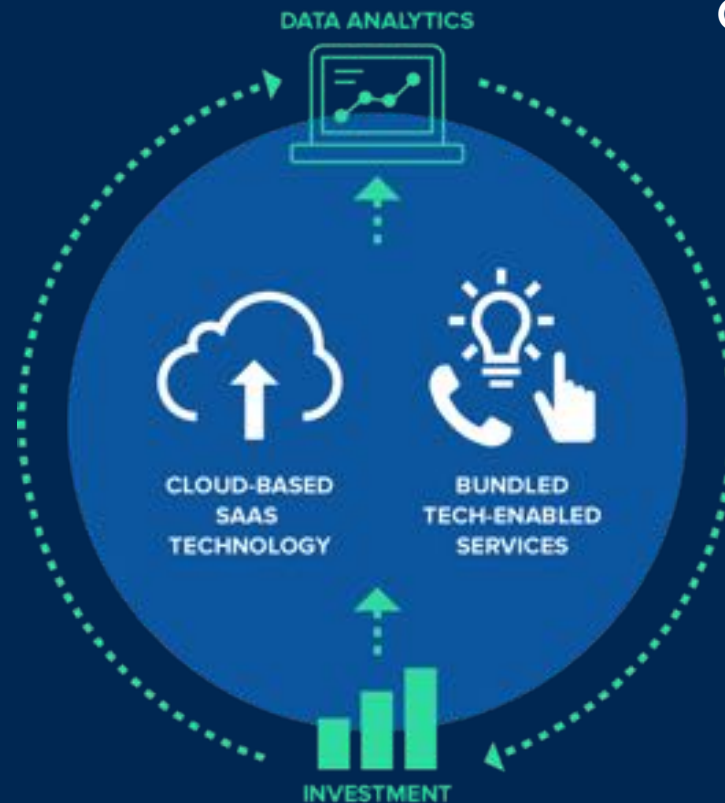 DATA ANALYTICS
CLOUD-BASED
SAAS
TECHNOLOGY
BUNDLED
TECH-ENABLED
SERVICES
INVESTMENT